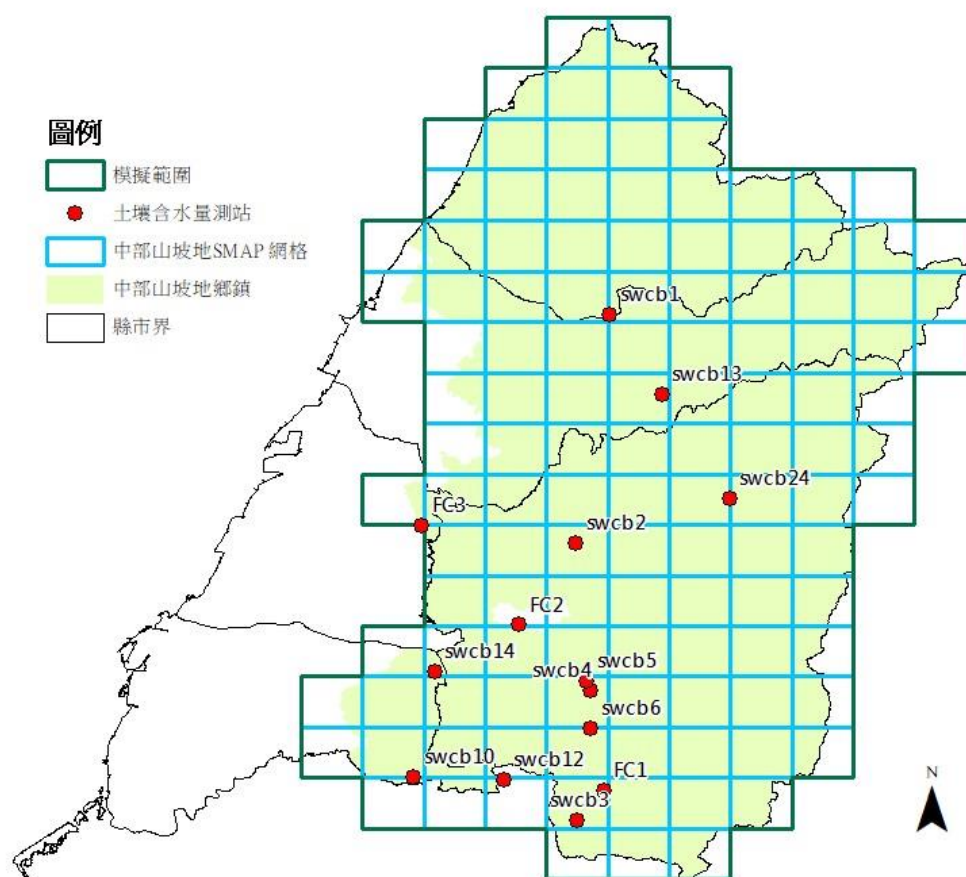 圖例
模擬範圍
土壤含水量測站
中部山坡地SMAP 網格
中部山坡地鄉鎮
縣市界
swcb1
swcb13
swcb24
FC3
swcb2
FC2
swcb14
swcb4
swcb5
swcb6
swcb10
swcb12
FC1
swcb3
N